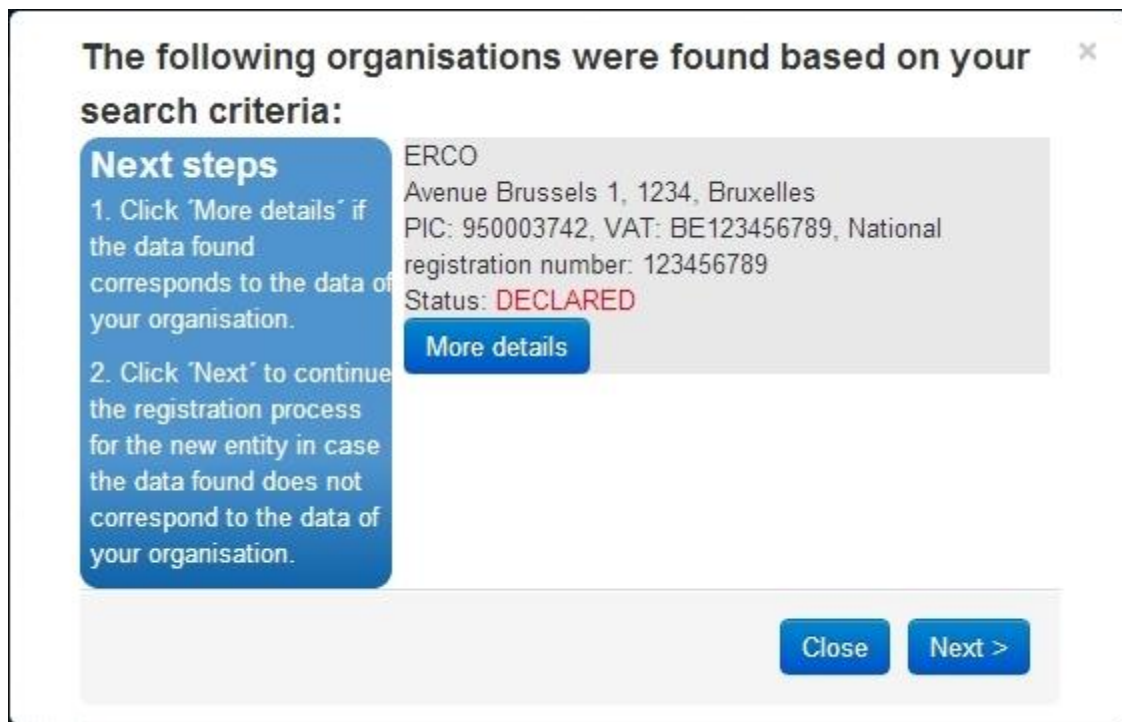 The following organisations were found based on your
search criteria:
×
Next steps
1. Click ´More details´ if
the data found
corresponds to the data of
your organisation.
2. Click ´Next´ to continue
the registration process
for the new entity in case
the data found does not
correspond to the data of
your organisation.
ERCO
Avenue Brussels 1, 1234, Bruxelles
PIC: 950003742, VAT: BE123456789, National
registration number: 123456789
Status: DECLARED
More details
Close
Next >